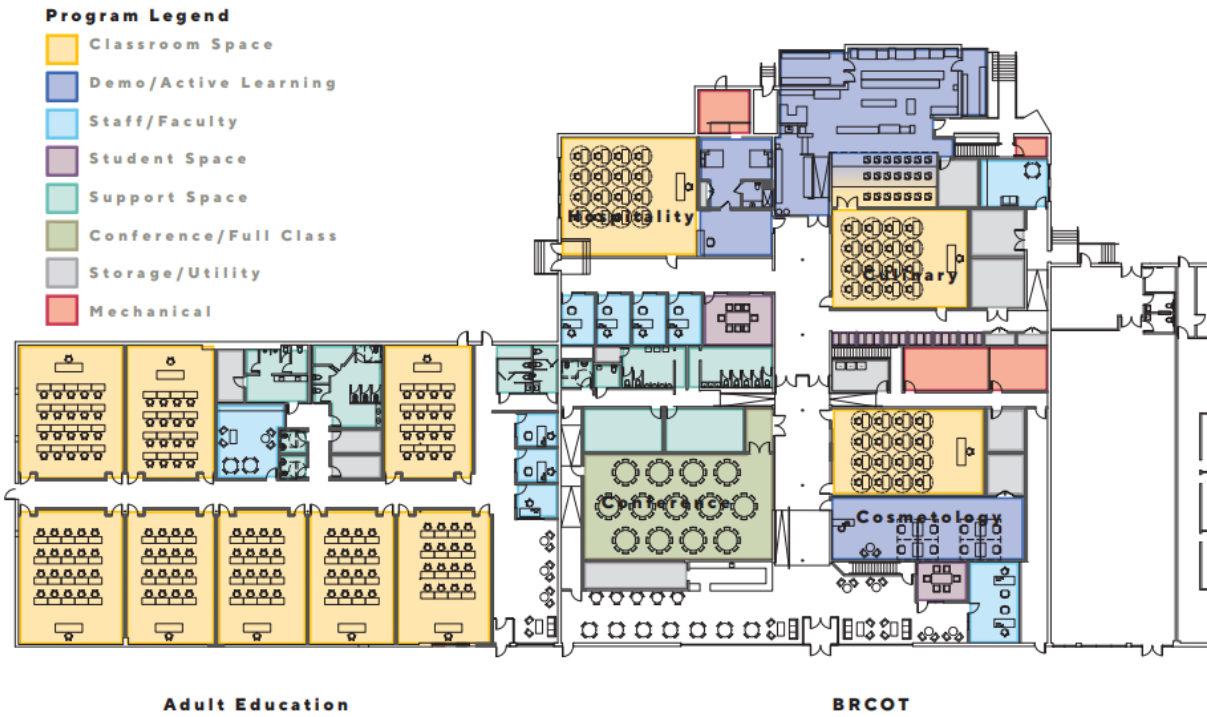 Program Legend
Classroom Space
Demo/Active Learning
Staff/Faculty
Student Space
Support Space
Conference/Full Class
Storage/Utility
Mechanical
Hospitality
Culinary
Conference
Cosmetology
Adult Education
BRCOT